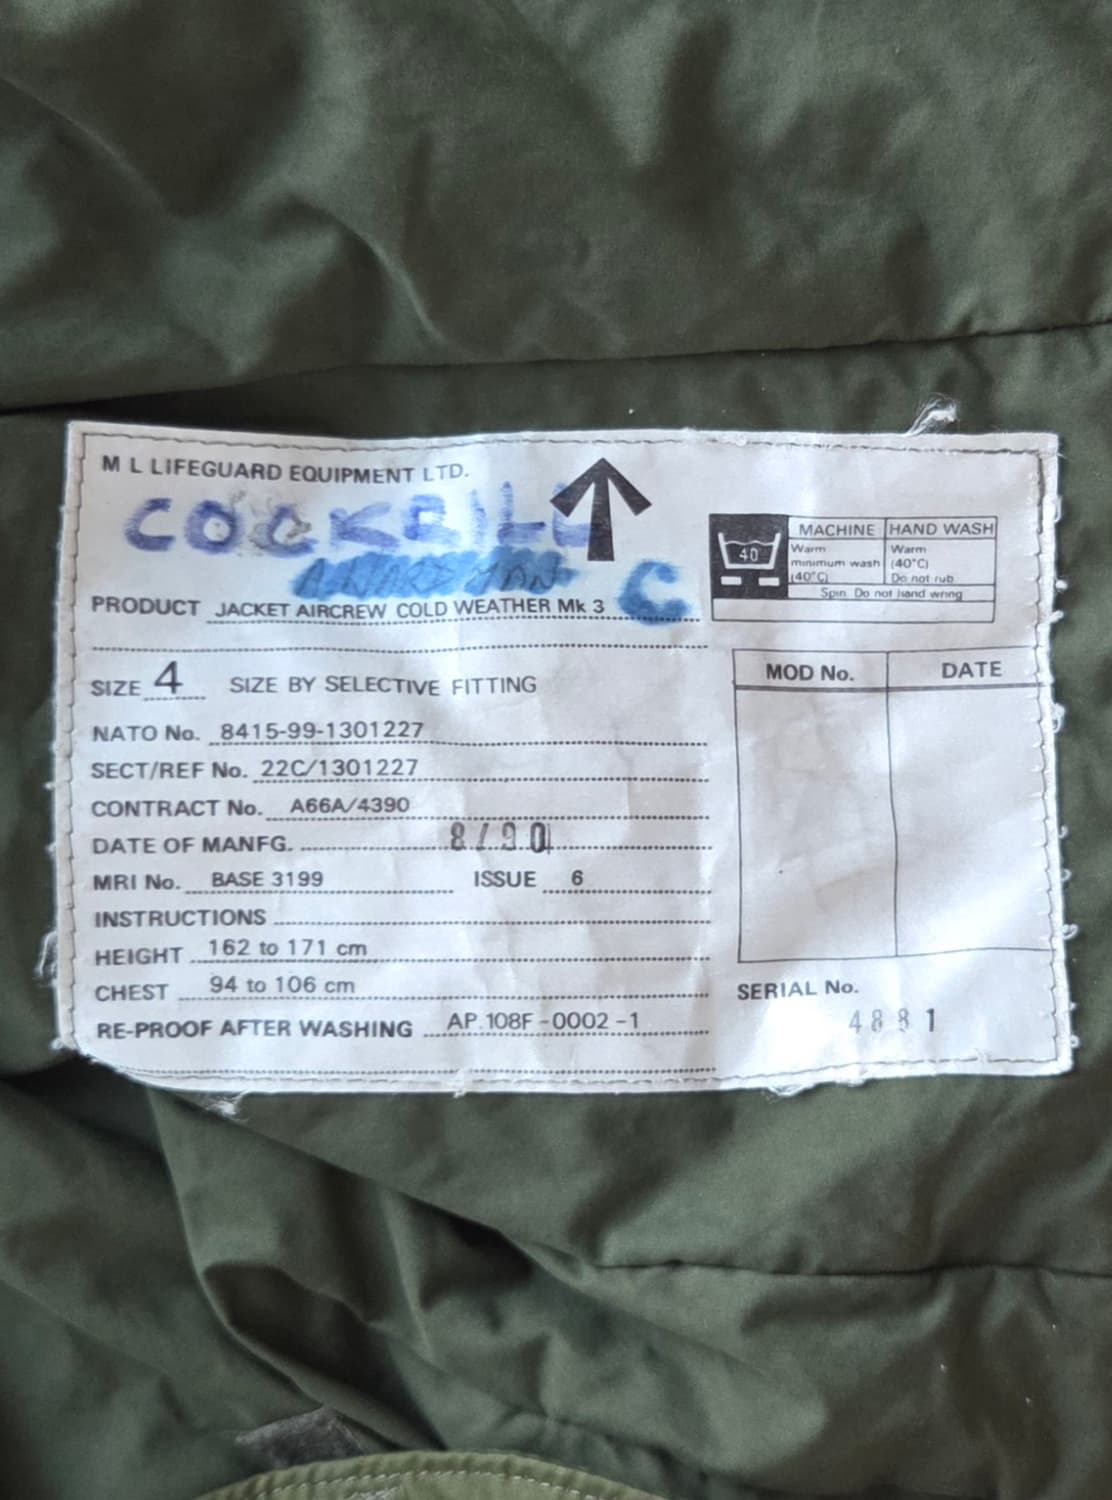 M L LIFEGUARD EQUIPMENT LTD.
COCKBILL
C
PRODUCT JACKET AIRCREW COLD WEATHER Mk 3
SIZE 4 SIZE BY SELECTIVE FITTING
NATO No. 8415-99-1301227
SECT/REF No. 22C/1301227
CONTRACT No. A66A/4390
DATE OF MANFG. 8/90
MRI No. BASE 3199 ISSUE 6
INSTRUCTIONS
HEIGHT 162 to 171 cm
CHEST 94 to 106 cm
RE-PROOF AFTER WASHING AP.108F-0002-1
40
MACHINE HAND WASH
Warm Warm
minimum wash (40°C)
(40°C) Do not rub
Spin Do not hand wring
MOD No. DATE
SERIAL No.
4881